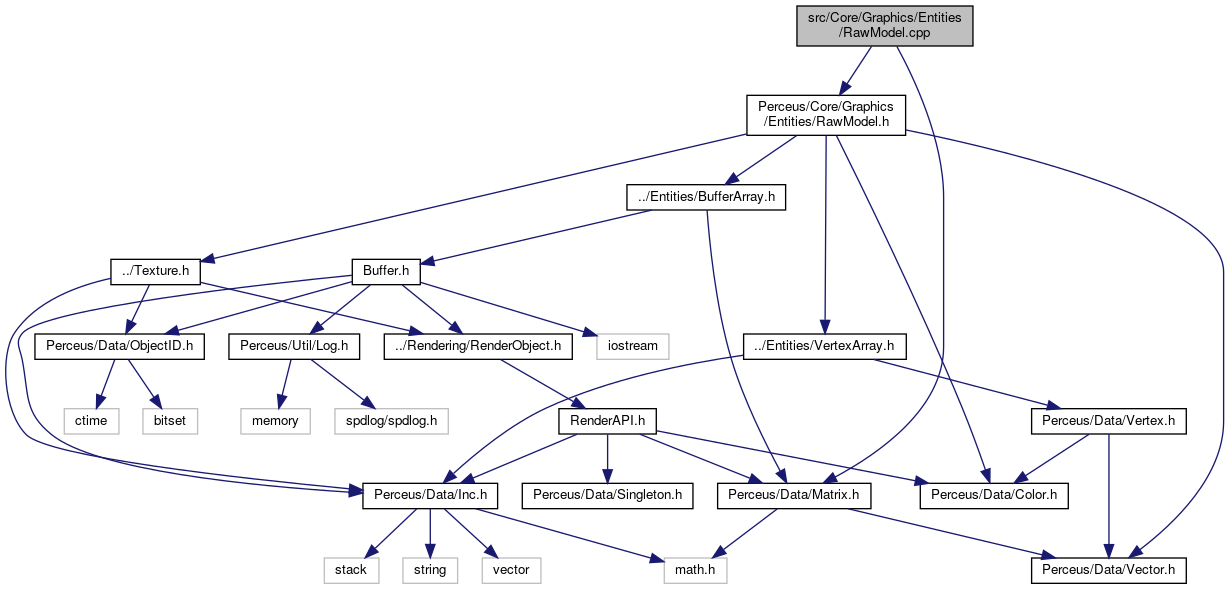 src/Core/Graphics/Entities
/RawModel.cpp
Perceus/Core/Graphics
/Entities/RawModel.h
../Entities/BufferArray.h
../Texture.h
Buffer.h
Perceus/Data/ObjectID.h
Perceus/Util/Log.h
../Rendering/RenderObject.h
iostream
../Entities/VertexArray.h
ctime
bitset
memory
spdlog/spdlog.h
RenderAPI.h
Perceus/Data/Vertex.h
Perceus/Data/Inc.h
Perceus/Data/Singleton.h
Perceus/Data/Matrix.h
Perceus/Data/Color.h
stack
string
vector
math.h
Perceus/Data/Vector.h